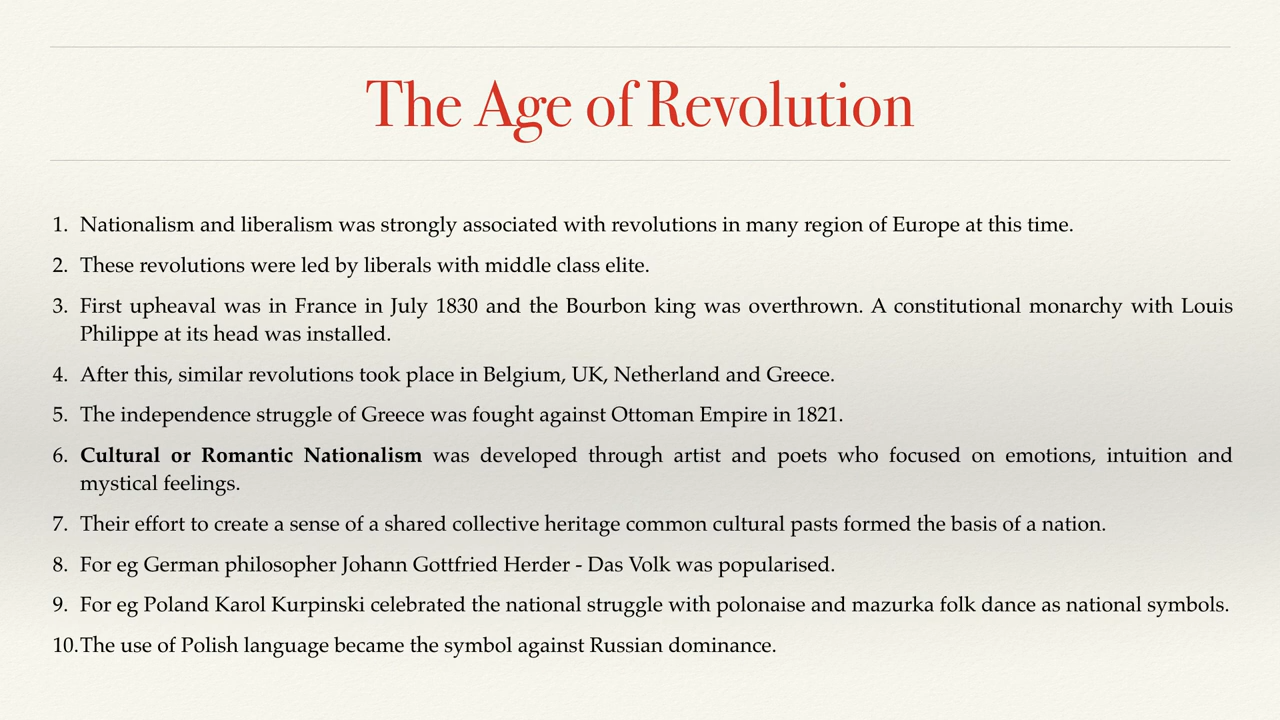 The Age of Revolution
1. Nationalism and liberalism was strongly associated with revolutions in many region of Europe at this time.
2. These revolutions were led by liberals with middle class elite.
3. First upheaval was in France in July 1830 and the Bourbon king was overthrown. A constitutional monarchy with Louis
Philippe at its head was installed.
4. After this, similar revolutions took place in Belgium, UK, Netherland and Greece.
5. The independence struggle of Greece was fought against Ottoman Empire in 1821.
6. Cultural or Romantic Nationalism was developed through artist and poets who focused on emotions, intuition and
mystical feelings.
7. Their effort to create a sense of a shared collective heritage common cultural pasts formed the basis of a nation.
8. For eg German philosopher Johann Gottfried Herder - Das Volk was popularised.
9. For eg Poland Karol Kurpinski celebrated the national struggle with polonaise and mazurka folk dance as national symbols.
10.The use of Polish language became the symbol against Russian dominance.